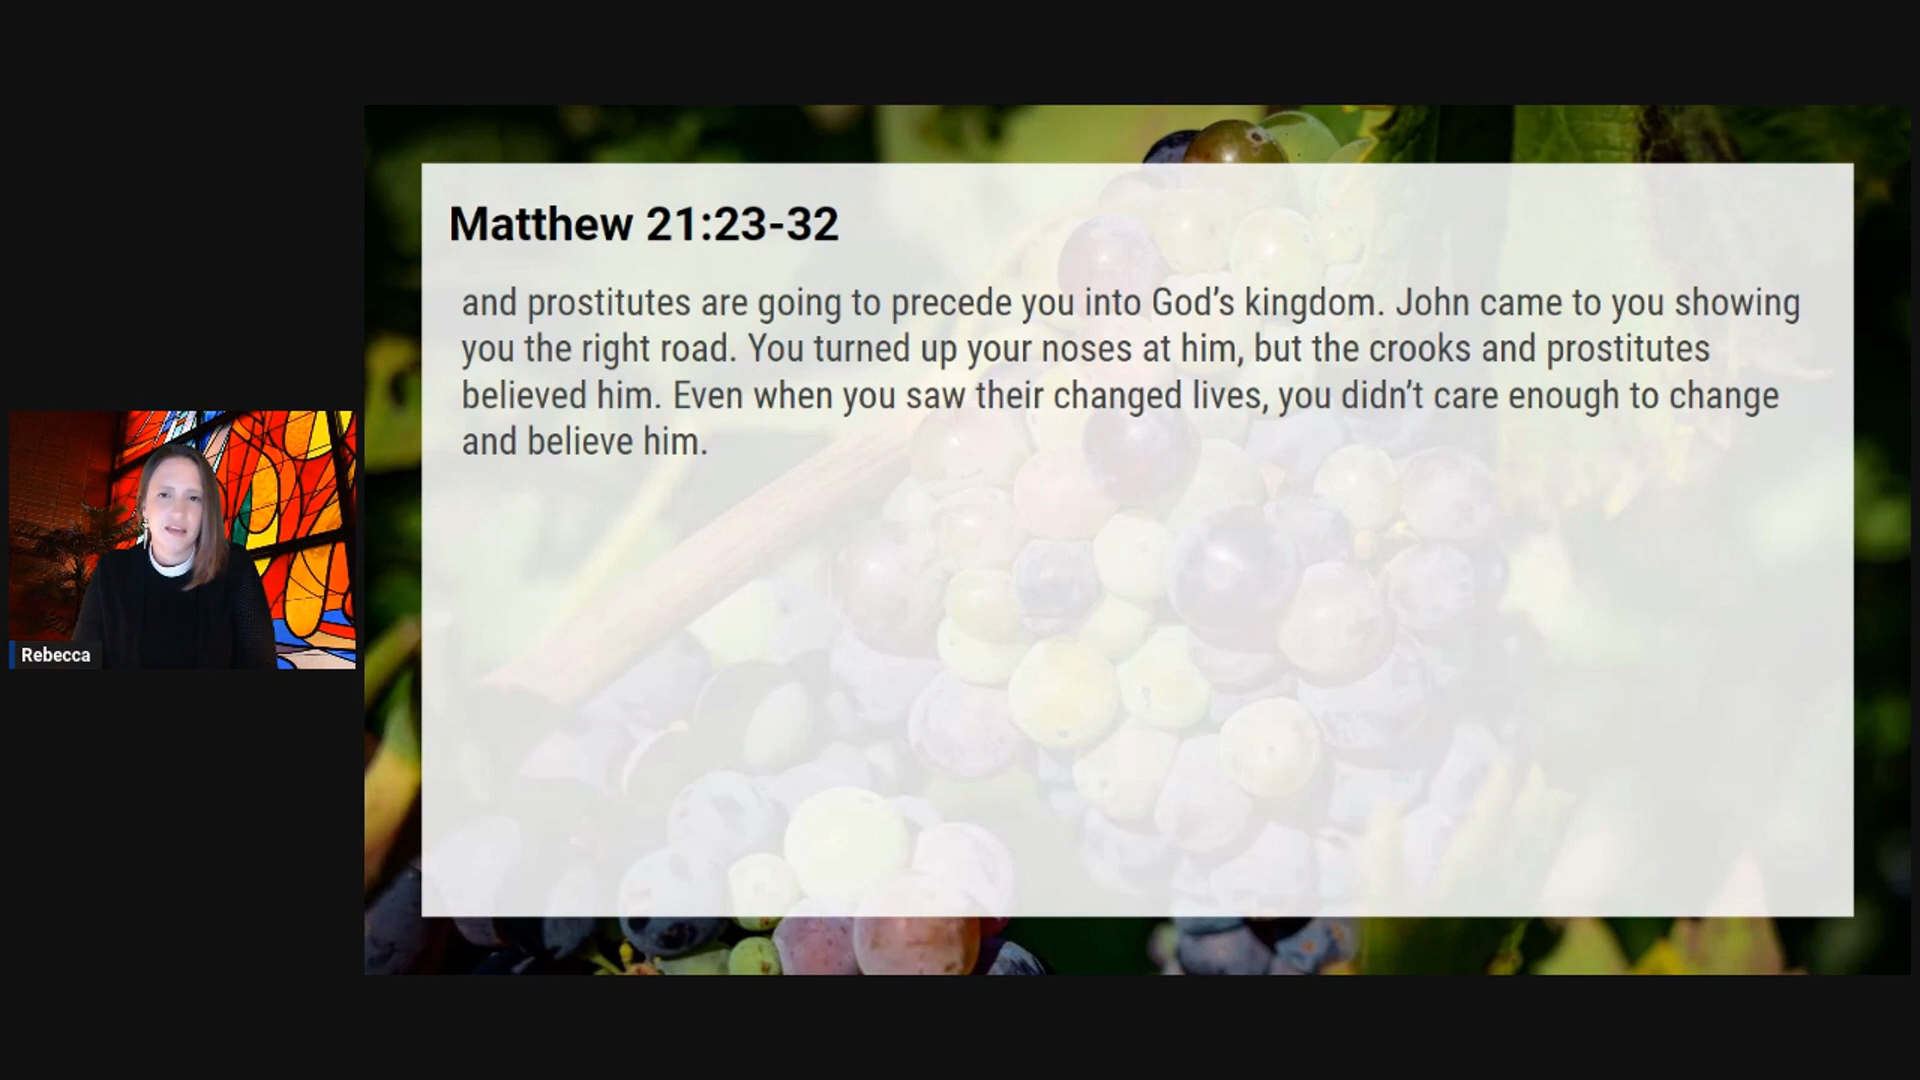 Matthew 21:23-32
and prostitutes are going to precede you into God’s kingdom. John came to you showing
you the right road. You turned up your noses at him, but the crooks and prostitutes
believed him. Even when you saw their changed lives, you didn’t care enough to change
and believe him.
Rebecca